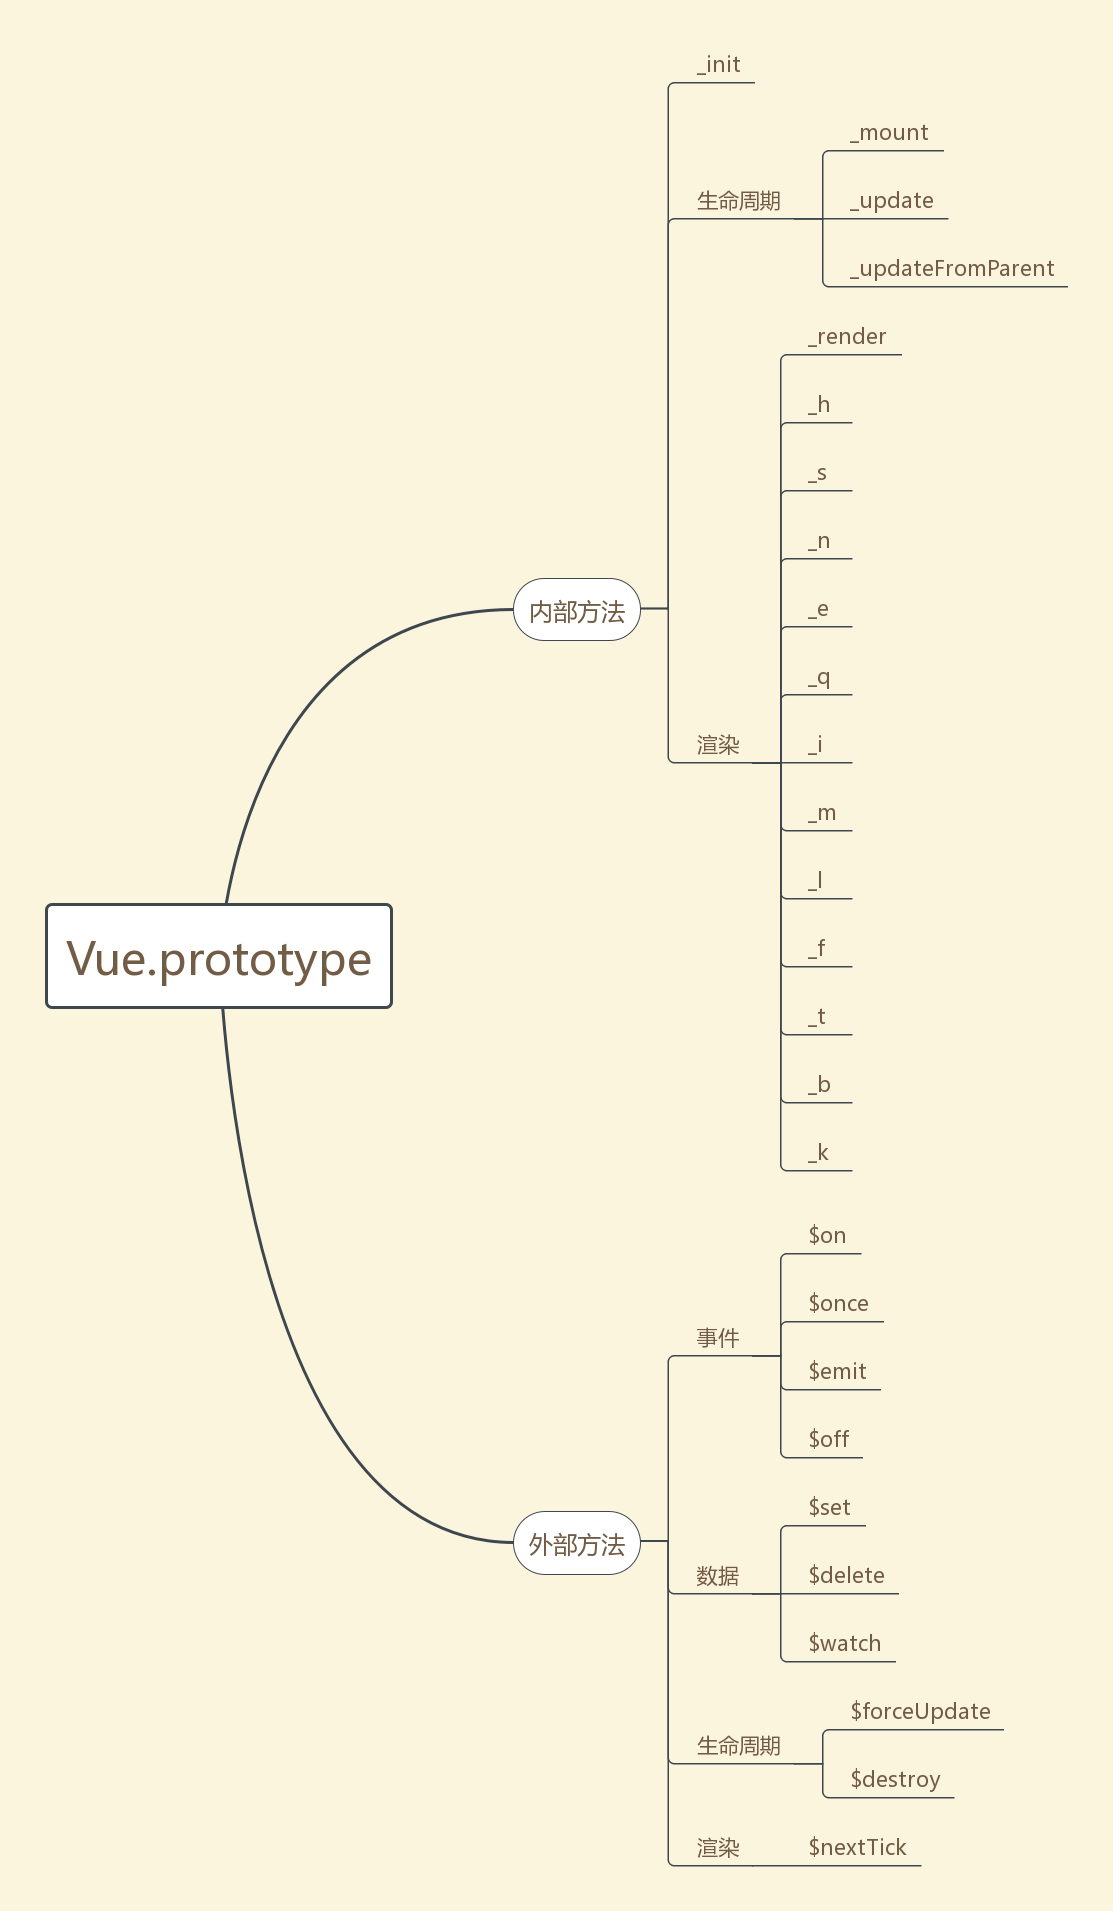 Vue.prototype
内部方法
_init
生命周期
_mount
_update
_updateFromParent
渲染
_render
_h
_s
_n
_e
_q
_i
_m
_l
_f
_t
_b
_k
外部方法
事件
$on
$once
$emit
$off
数据
$set
$delete
$watch
生命周期
$forceUpdate
$destroy
渲染
$nextTick